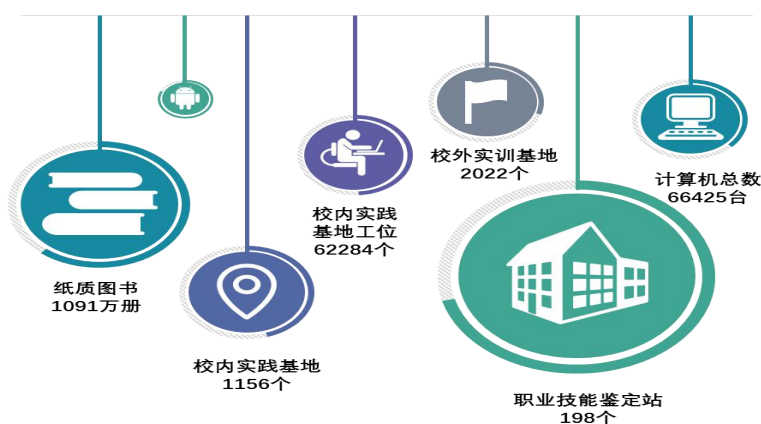 纸质图书
1091万册
校内实践基地
1156个
校内实践
基地工位
62284个
校外实训基地
2022个
职业技能鉴定站
198个
计算机总数
66425台